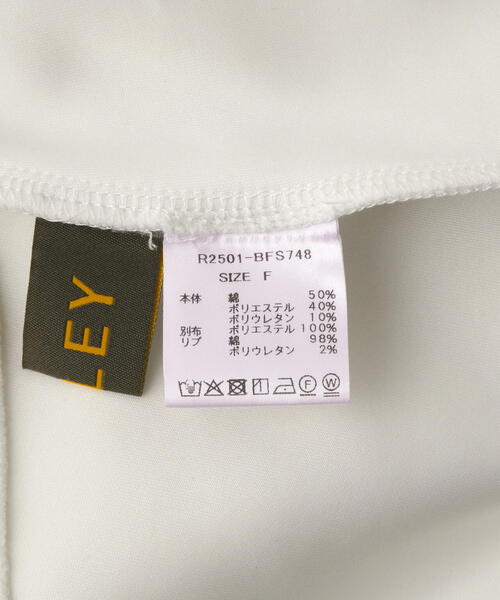 R2501-BFS748
SIZE F
本体 綿 50%
ポリエステル 40%
ポリウレタン 10%
別布 ポリエステル 100%
リブ 綿 98%
ポリウレタン 2%
F W
LEY